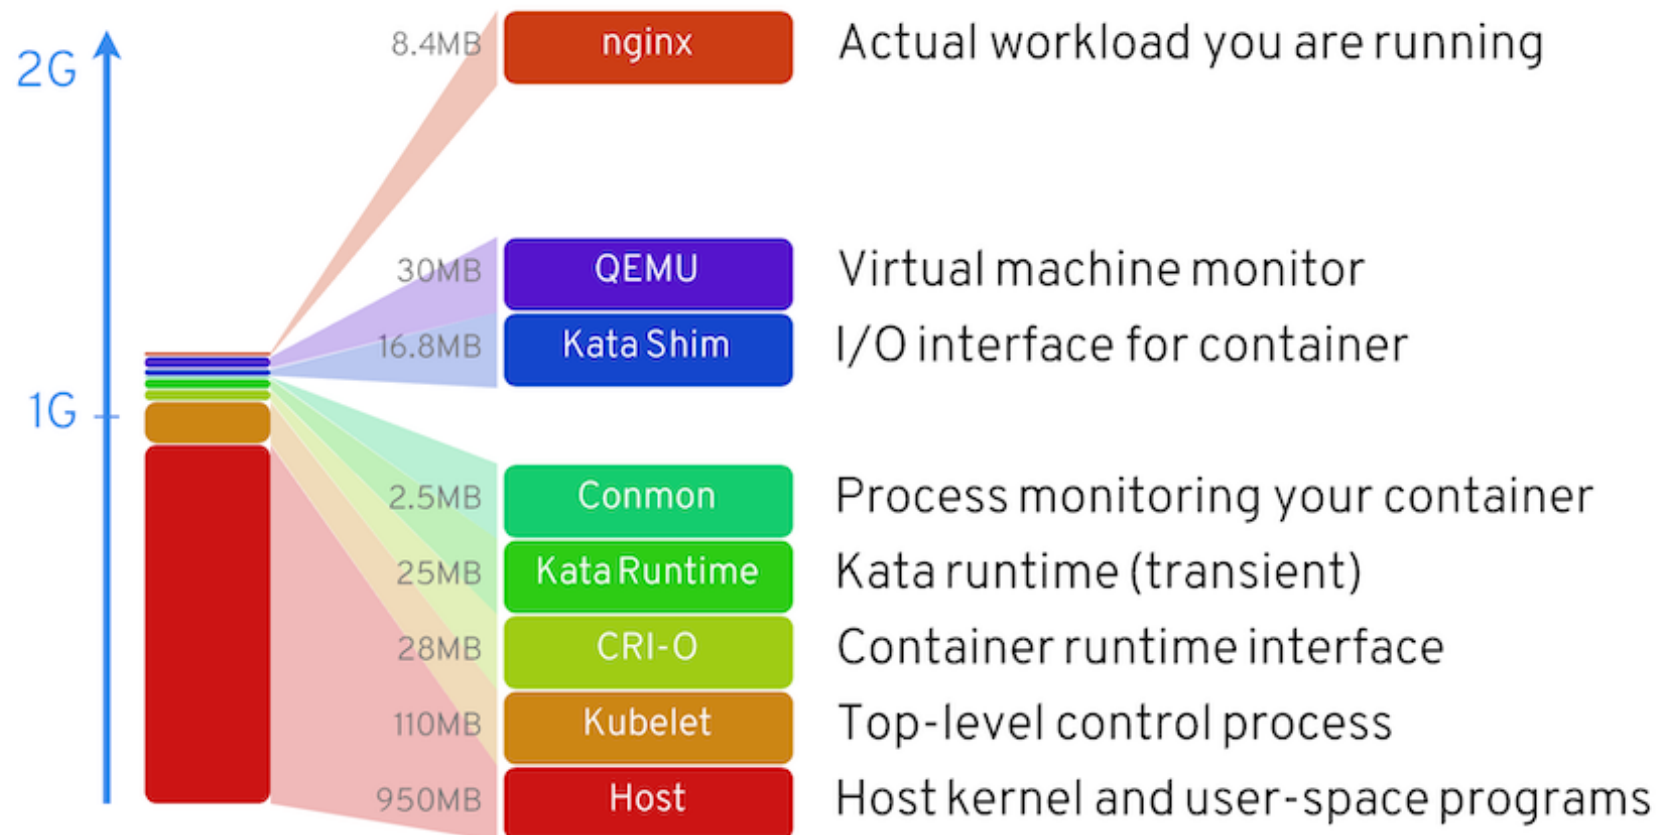 2G
8.4MB nginx Actual workload you are running
30MB QEMU Virtual machine monitor
16.8MB Kata Shim I/O interface for container
1G
2.5MB Conmon Process monitoring your container
25MB Kata Runtime Kata runtime (transient)
28MB CRI-O Container runtime interface
110MB Kubelet Top-level control process
950MB Host Host kernel and user-space programs